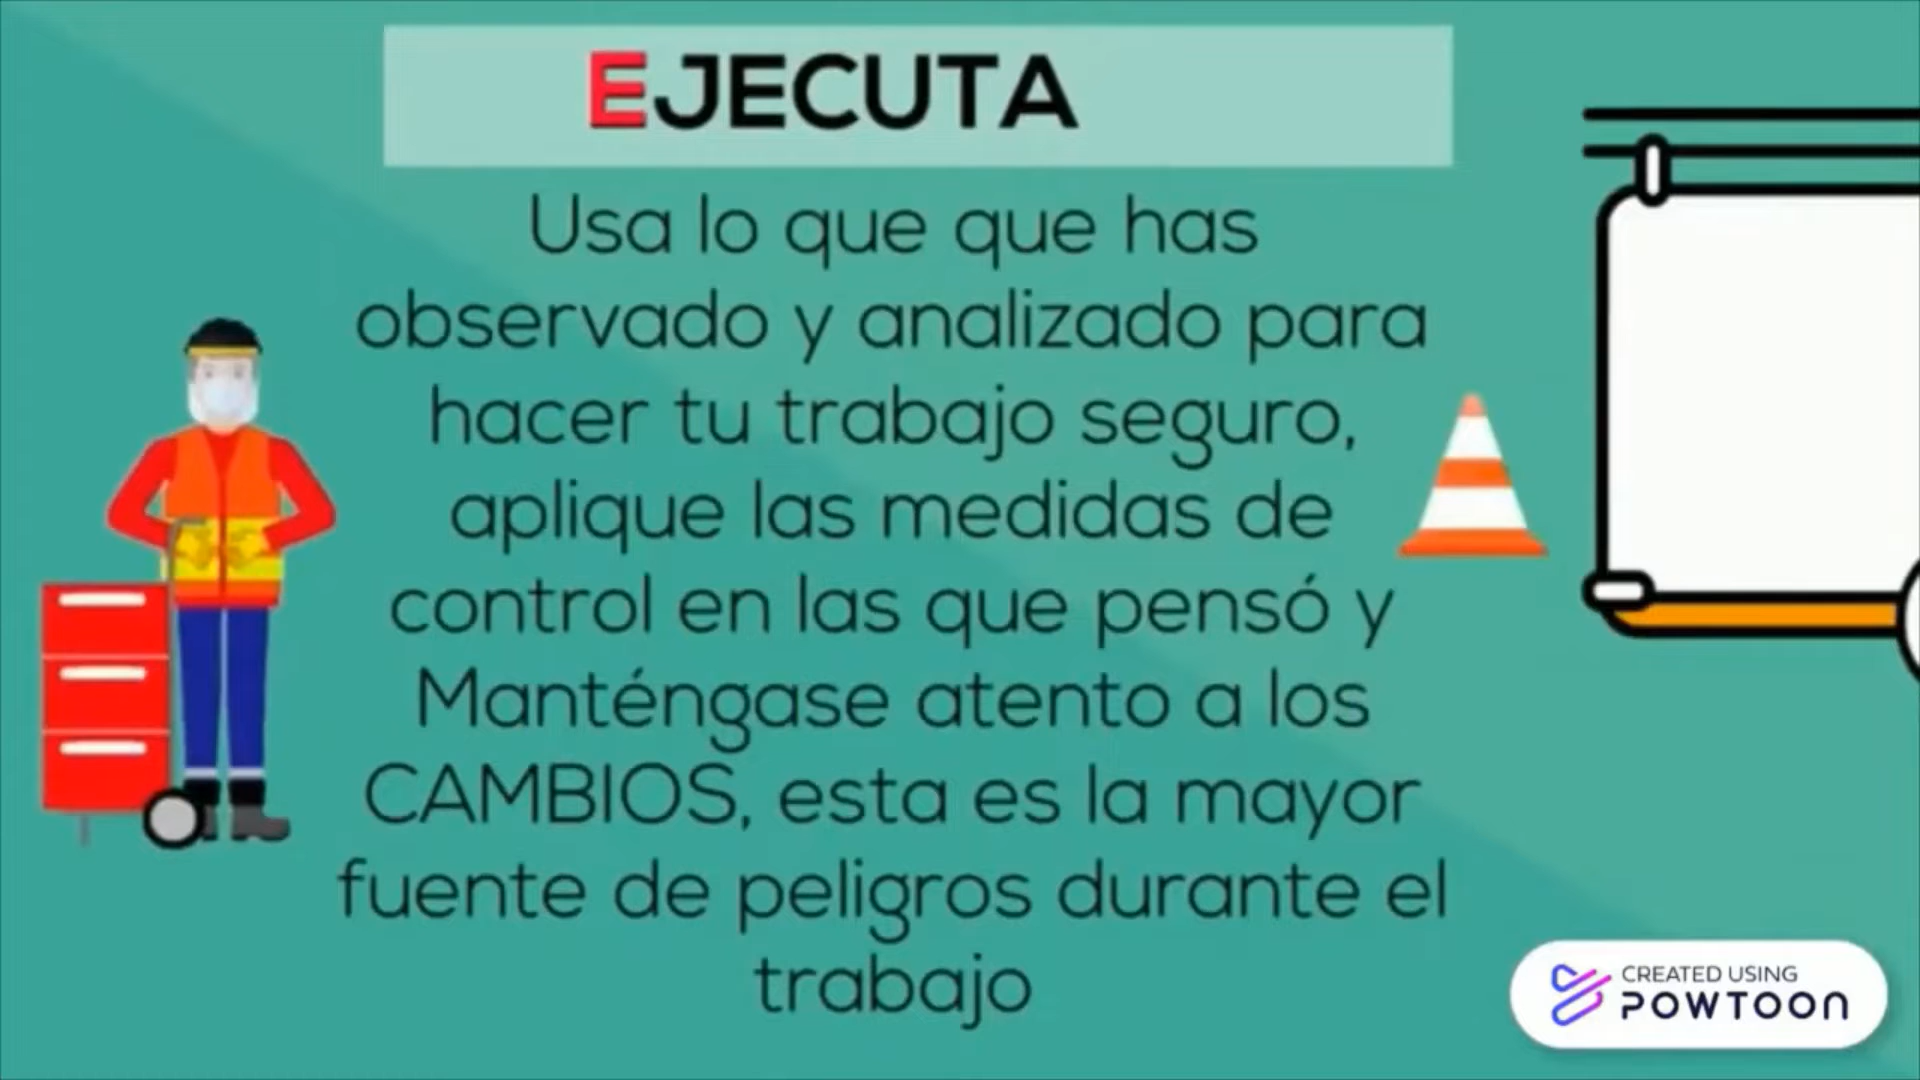 EJECUTA
Usa lo que que has
observado y analizado para
hacer tu trabajo seguro,
aplique las medidas de
control en las que pensó y
Manténgase atento a los
CAMBIOS, esta es la mayor
fuente de peligros durante el
trabajo
CREATED USING
POWTOON